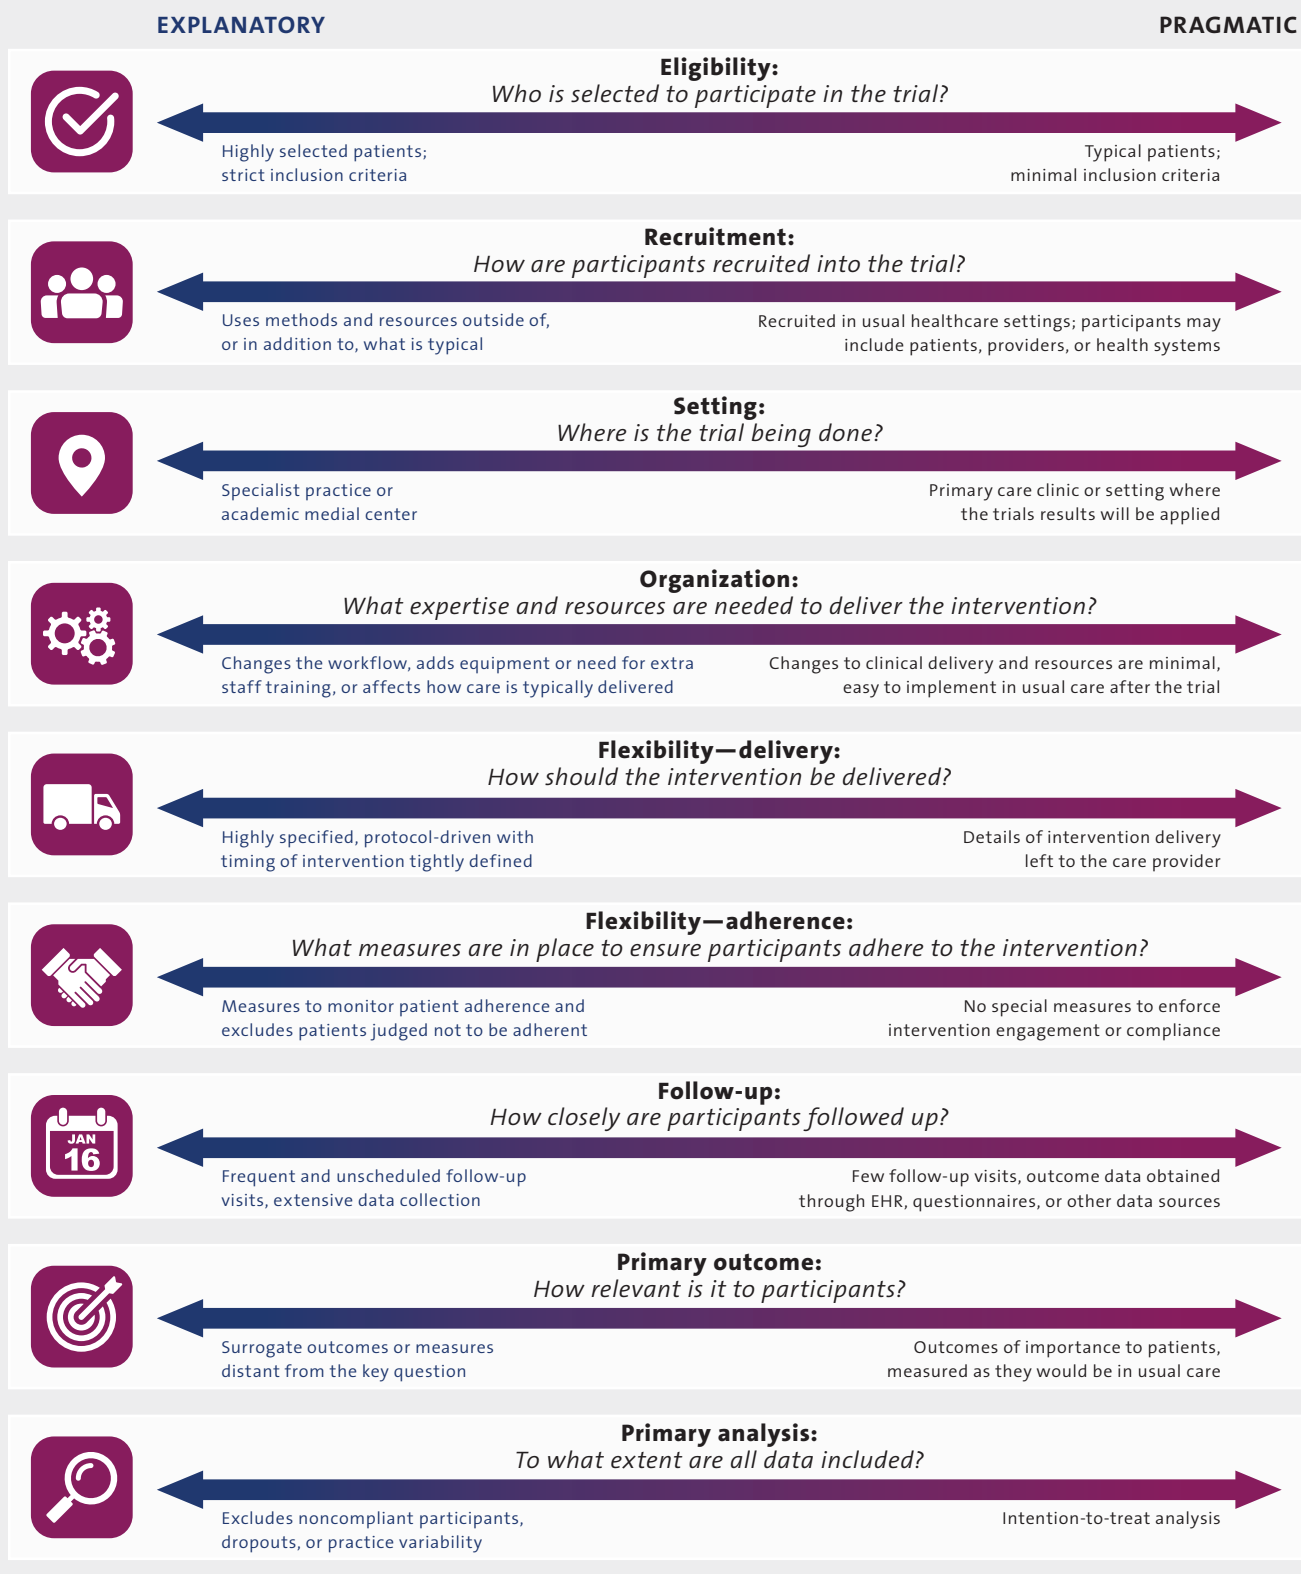 EXPLANATORY
PRAGMATIC
Eligibility:
Who is selected to participate in the trial?
Highly selected patients;
strict inclusion criteria
Typical patients;
minimal inclusion criteria
Recruitment:
How are participants recruited into the trial?
Uses methods and resources outside of,
or in addition to, what is typical
Recruited in usual healthcare settings; participants may
include patients, providers, or health systems
Setting:
Where is the trial being done?
Specialist practice or
academic medial center
Primary care clinic or setting where
the trials results will be applied
Organization:
What expertise and resources are needed to deliver the intervention?
Changes the workflow, adds equipment or need for extra
staff training, or affects how care is typically delivered
Changes to clinical delivery and resources are minimal,
easy to implement in usual care after the trial
Flexibility—delivery:
How should the intervention be delivered?
Highly specified, protocol-driven with
timing of intervention tightly defined
Details of intervention delivery
left to the care provider
Flexibility—adherence:
What measures are in place to ensure participants adhere to the intervention?
Measures to monitor patient adherence and
excludes patients judged not to be adherent
No special measures to enforce
intervention engagement or compliance
JAN
16
Follow-up:
How closely are participants followed up?
Frequent and unscheduled follow-up
visits, extensive data collection
Few follow-up visits, outcome data obtained
through EHR, questionnaires, or other data sources
Primary outcome:
How relevant is it to participants?
Surrogate outcomes or measures
distant from the key question
Outcomes of importance to patients,
measured as they would be in usual care
Primary analysis:
To what extent are all data included?
Excludes noncompliant participants,
dropouts, or practice variability
Intention-to-treat analysis